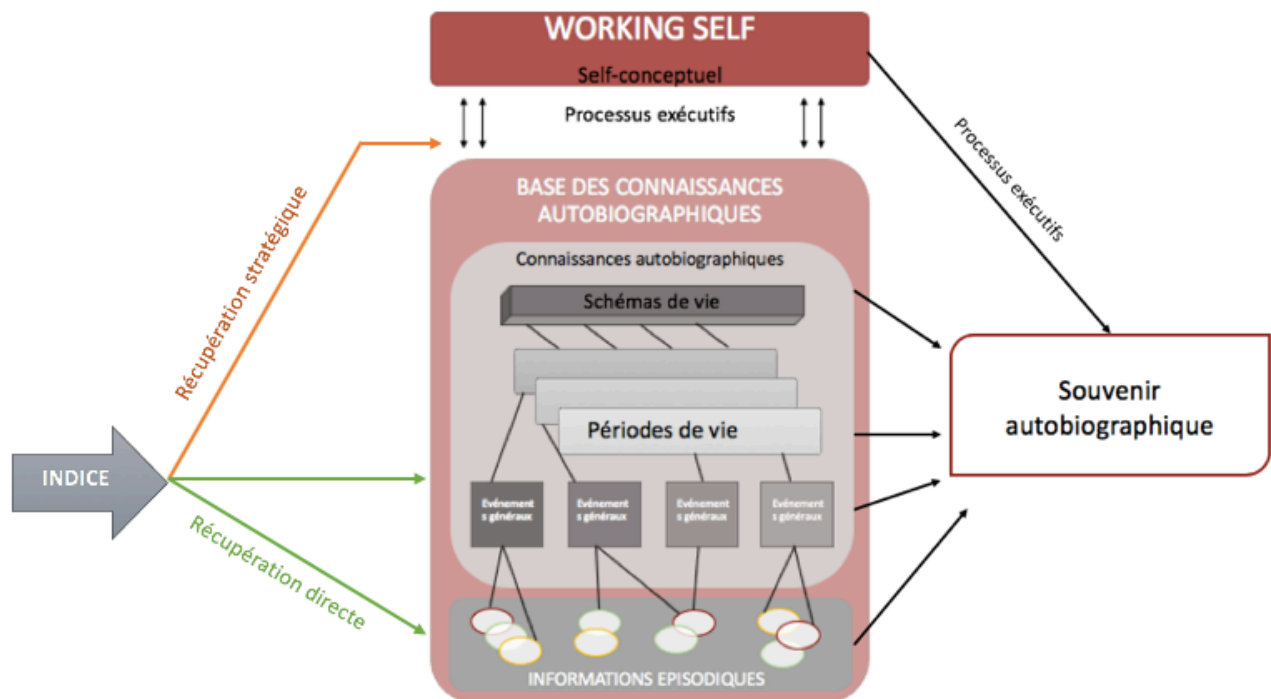 WORKING SELF
Self-conceptuel
Processus exécutifs
Processus exécutifs
BASE DES CONNAISSANCES
AUTOBIOGRAPHIQUES
Récupération stratégique
Connaissances autobiographiques
Schémas de vie
Périodes de vie
Souvenir
autobiographique
INDICE
Evénement
s généraux
Evénement
s généraux
Evénement
s généraux
Evénement
s généraux
Récupération directe
INFORMATIONS EPISODIQUES